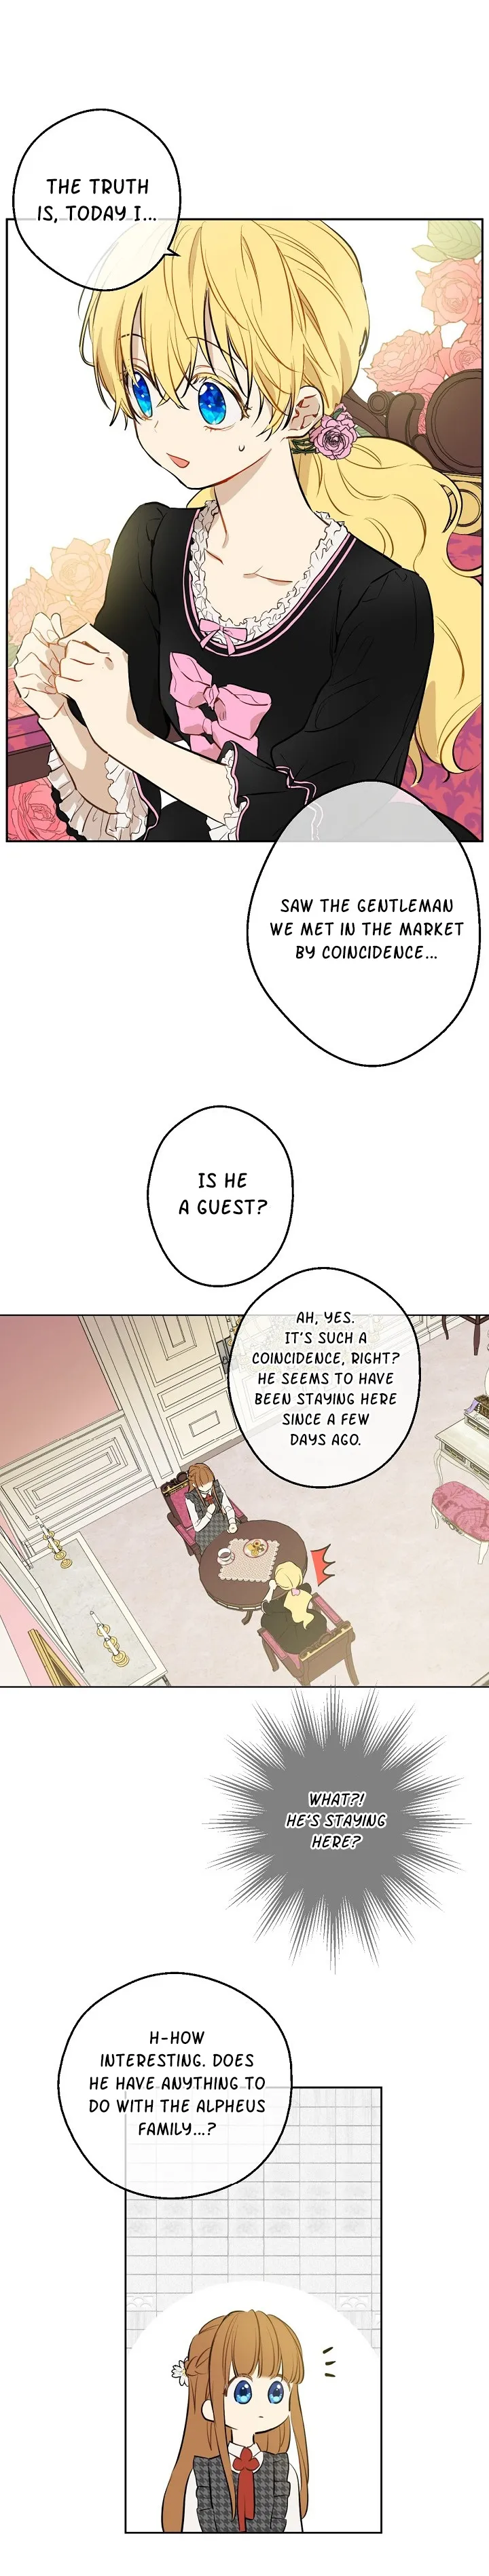 THE TRUTH
IS, TODAY I...
SAW THE GENTLEMAN
WE MET IN THE MARKET
BY COINCIDENCE...
IS HE
A GUEST?
AH, YES.
IT'S SUCH A
COINCIDENCE, RIGHT?
HE SEEMS TO HAVE
BEEN STAYING HERE
SINCE A FEW
DAYS AGO.
WHAT?!
HE'S STAYING
HERE?
H-HOW
INTERESTING. DOES
HE HAVE ANYTHING TO
DO WITH THE ALPHEUS
FAMILY...?